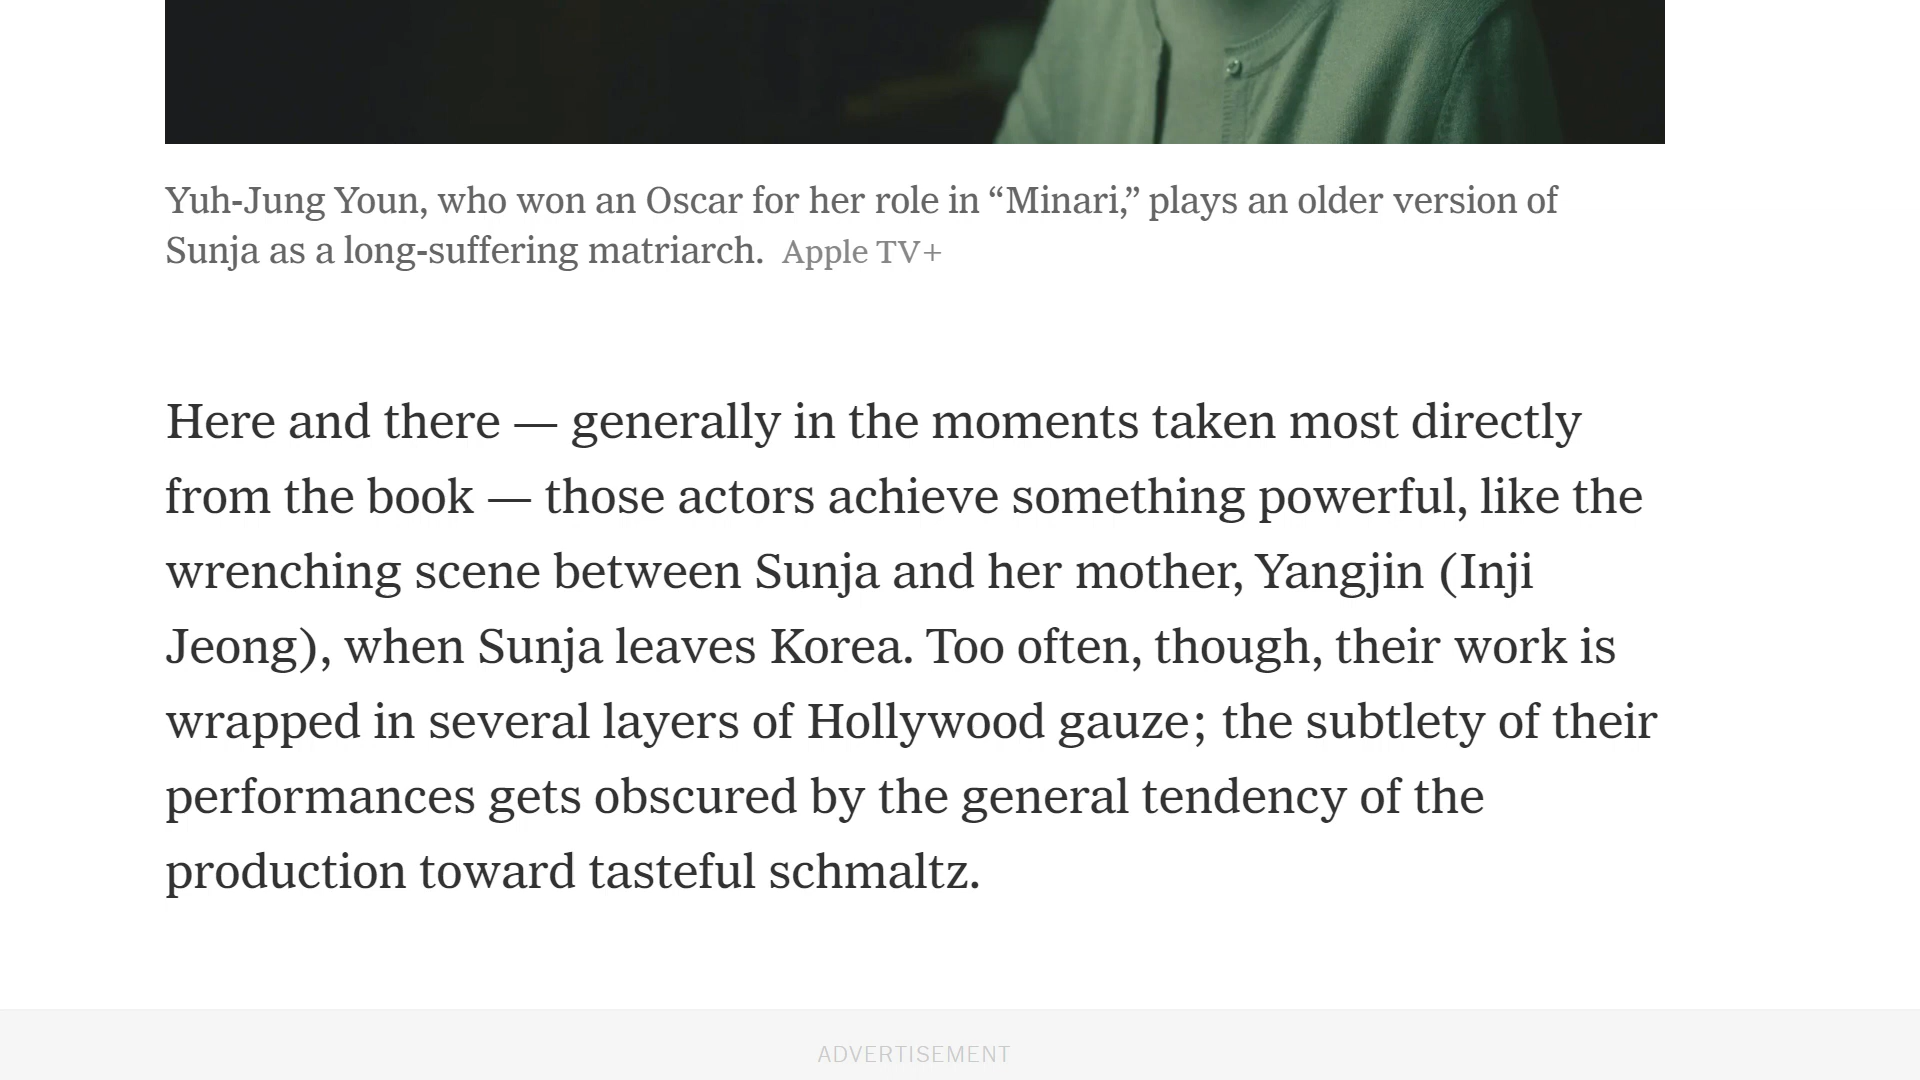 Yuh-Jung Youn, who won an Oscar for her role in “Minari,” plays an older version of
Sunja as a long-suffering matriarch. Apple TV+
Here and there — generally in the moments taken most directly
from the book — those actors achieve something powerful, like the
wrenching scene between Sunja and her mother, Yangjin (Inji
Jeong), when Sunja leaves Korea. Too often, though, their work is
wrapped in several layers of Hollywood gauze; the subtlety of their
performances gets obscured by the general tendency of the
production toward tasteful schmaltz.
ADVERTISEMENT